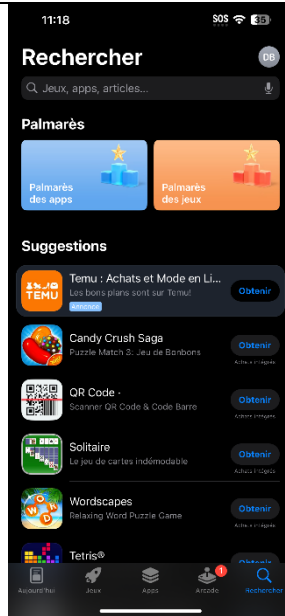 11:18
SOS 35
Rechercher
DB
Jeux, apps, articles...
Palmarès
Palmarès
des apps
Palmarès
des jeux
Suggestions
TEMU
Temu : Achats et Mode en Li...
Les bons plans sont sur Temu!
Annonce
Obtenir
Candy Crush Saga
Puzzle Match 3: Jeu de Bonbons
Obtenir
Achats intégrés
QR Code ·
Scanner QR Code & Code Barre
Obtenir
Achats intégrés
Solitaire
Le jeu de cartes indémodable
Obtenir
Achats intégrés
WORDS
Wordscapes
Relaxing Word Puzzle Game
Obtenir
Achats intégrés
Tetris®
Obtenir
Aujourd'hui
Jeux
Apps
1
Arcade
Rechercher